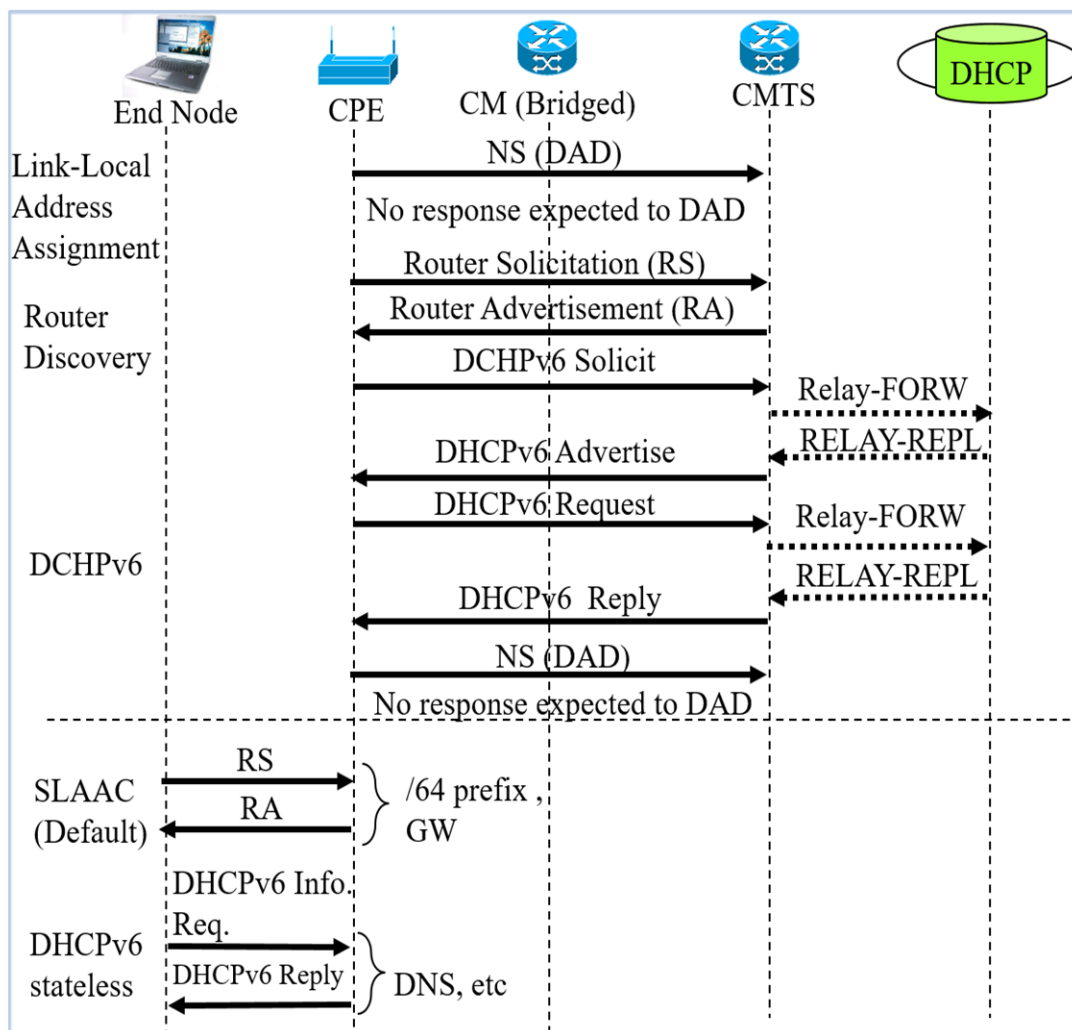 End Node
CPE
CM (Bridged)
CMTS
DHCP
Link-Local
Address
Assignment
NS (DAD)
No response expected to DAD
Router Solicitation (RS)
Router
Discovery
Router Advertisement (RA)
DCHPv6 Solicit
Relay-FORW
RELAY-REPL
DHCPv6 Advertise
DHCPv6 Request
Relay-FORW
DCHPv6
RELAY-REPL
DHCPv6 Reply
NS (DAD)
No response expected to DAD
SLAAC
(Default)
RS
RA
/64 prefix ,
GW
DHCPv6
stateless
DHCPv6 Info.
Req.
DHCPv6 Reply
DNS, etc